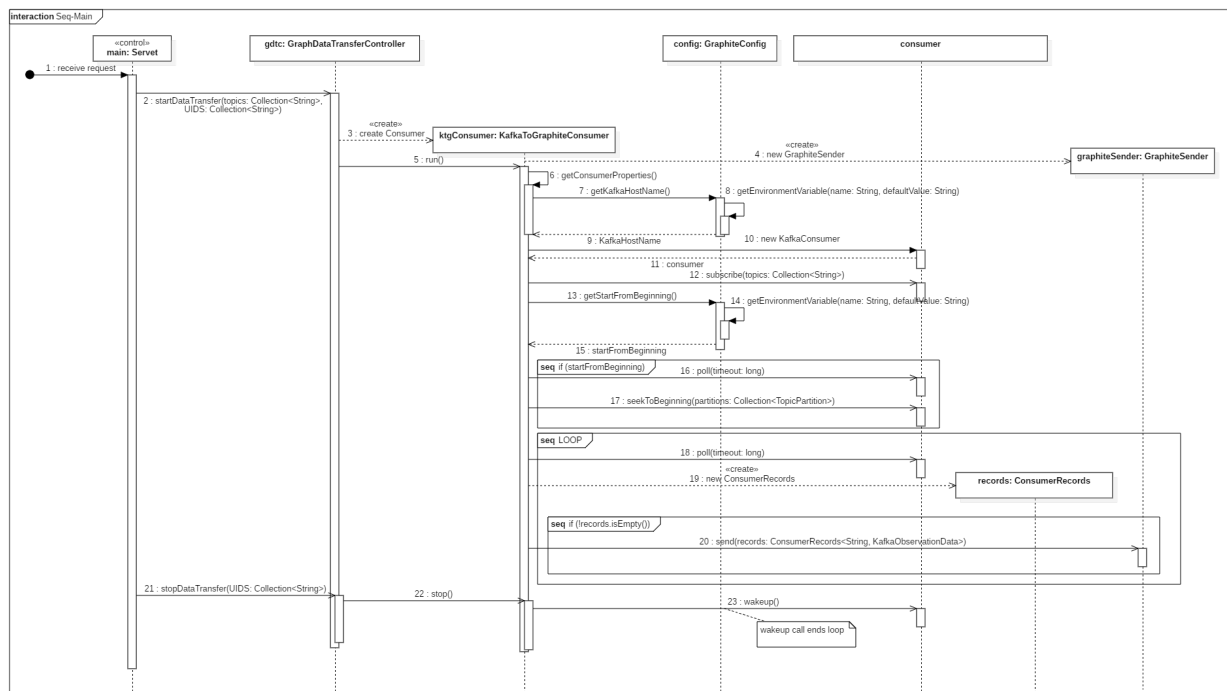 interaction Seq-Main
«control»
main: Servet
gdtc: GraphDataTransferController
config: GraphiteConfig
consumer
1 : receive request
2 : startDataTransfer(topics: Collection<String>,
UIDS: Collection<String>)
«create»
3 : create Consumer
ktgConsumer: KafkaToGraphiteConsumer
«create»
4 : new GraphiteSender
graphiteSender: GraphiteSender
5 : run()
6 : getConsumerProperties()
7 : getKafkaHostName()
8 : getEnvironmentVariable(name: String, defaultValue: String)
9 : KafkaHostName
10 : new KafkaConsumer
11 : consumer
12 : subscribe(topics: Collection<String>)
13 : getStartFromBeginning()
14 : getEnvironmentVariable(name: String, defaultValue: String)
15 : startFromBeginning
seq if (startFromBeginning)
16 : poll(timeout: long)
17 : seekToBeginning(partitions: Collection<TopicPartition>)
seq LOOP
18 : poll(timeout: long)
«create»
19 : new ConsumerRecords
records: ConsumerRecords
seq if (!records.isEmpty())
20 : send(records: ConsumerRecords<String, KafkaObservationData>)
21 : stopDataTransfer(UIDS: Collection<String>)
22 : stop()
23 : wakeup()
wakeup call ends loop